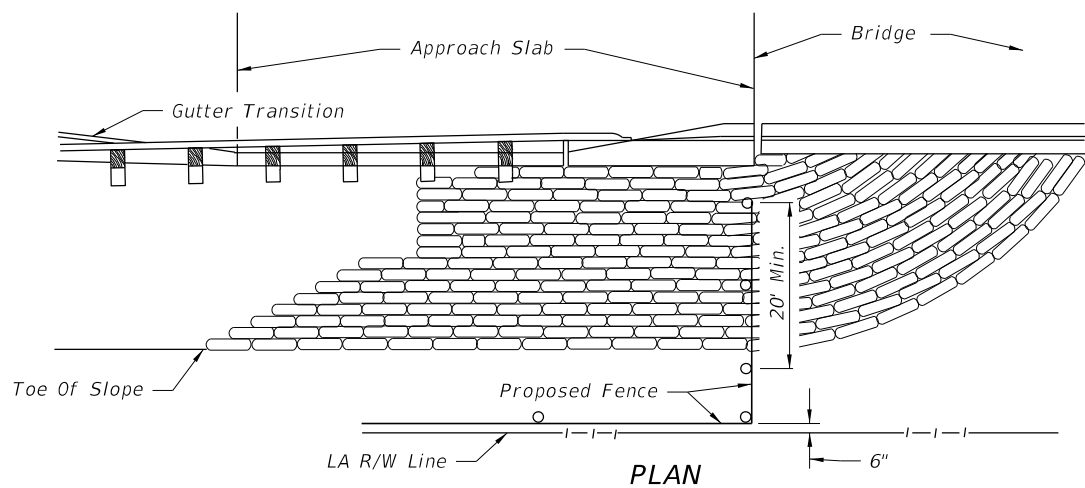 Bridge
Approach Slab
Gutter Transition
20' Min.
Toe Of Slope
Proposed Fence
LA R/W Line
6"
PLAN